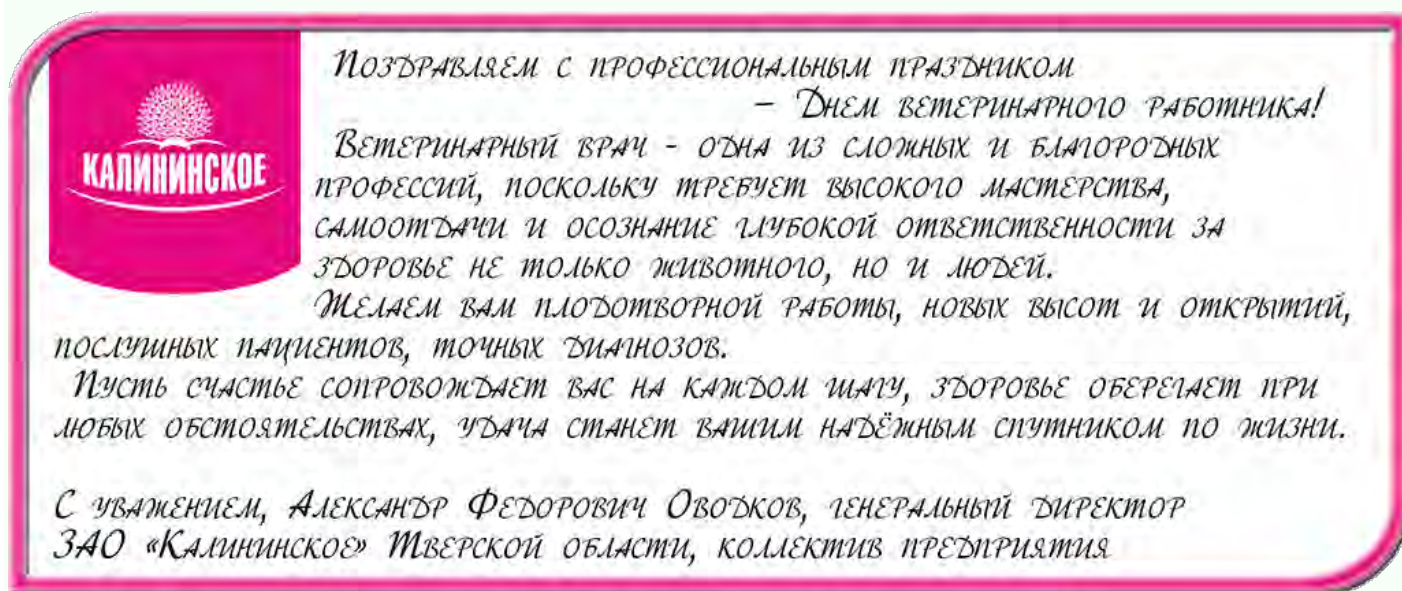 КАЛИНИНСКОЕ
Поздравляем с профессиональным праздником
– Днем ветеринарного работника!
Ветеринарный врач - одна из сложных и благородных
профессий, поскольку требует высокого мастерства,
самоотдачи и осознание глубокой ответственности за
здоровье не только животного, но и людей.
Желаем вам плодотворной работы, новых высот и открытий,
послушных пациентов, точных диагнозов.
Пусть счастье сопровождает вас на каждом шагу, здоровье оберегает при
любых обстоятельствах, удача станет вашим надёжным спутником по жизни.
С уважением, Александр Федорович Оводков, генеральный директор
ЗАО «Калининское» Тверской области, коллектив предприятия